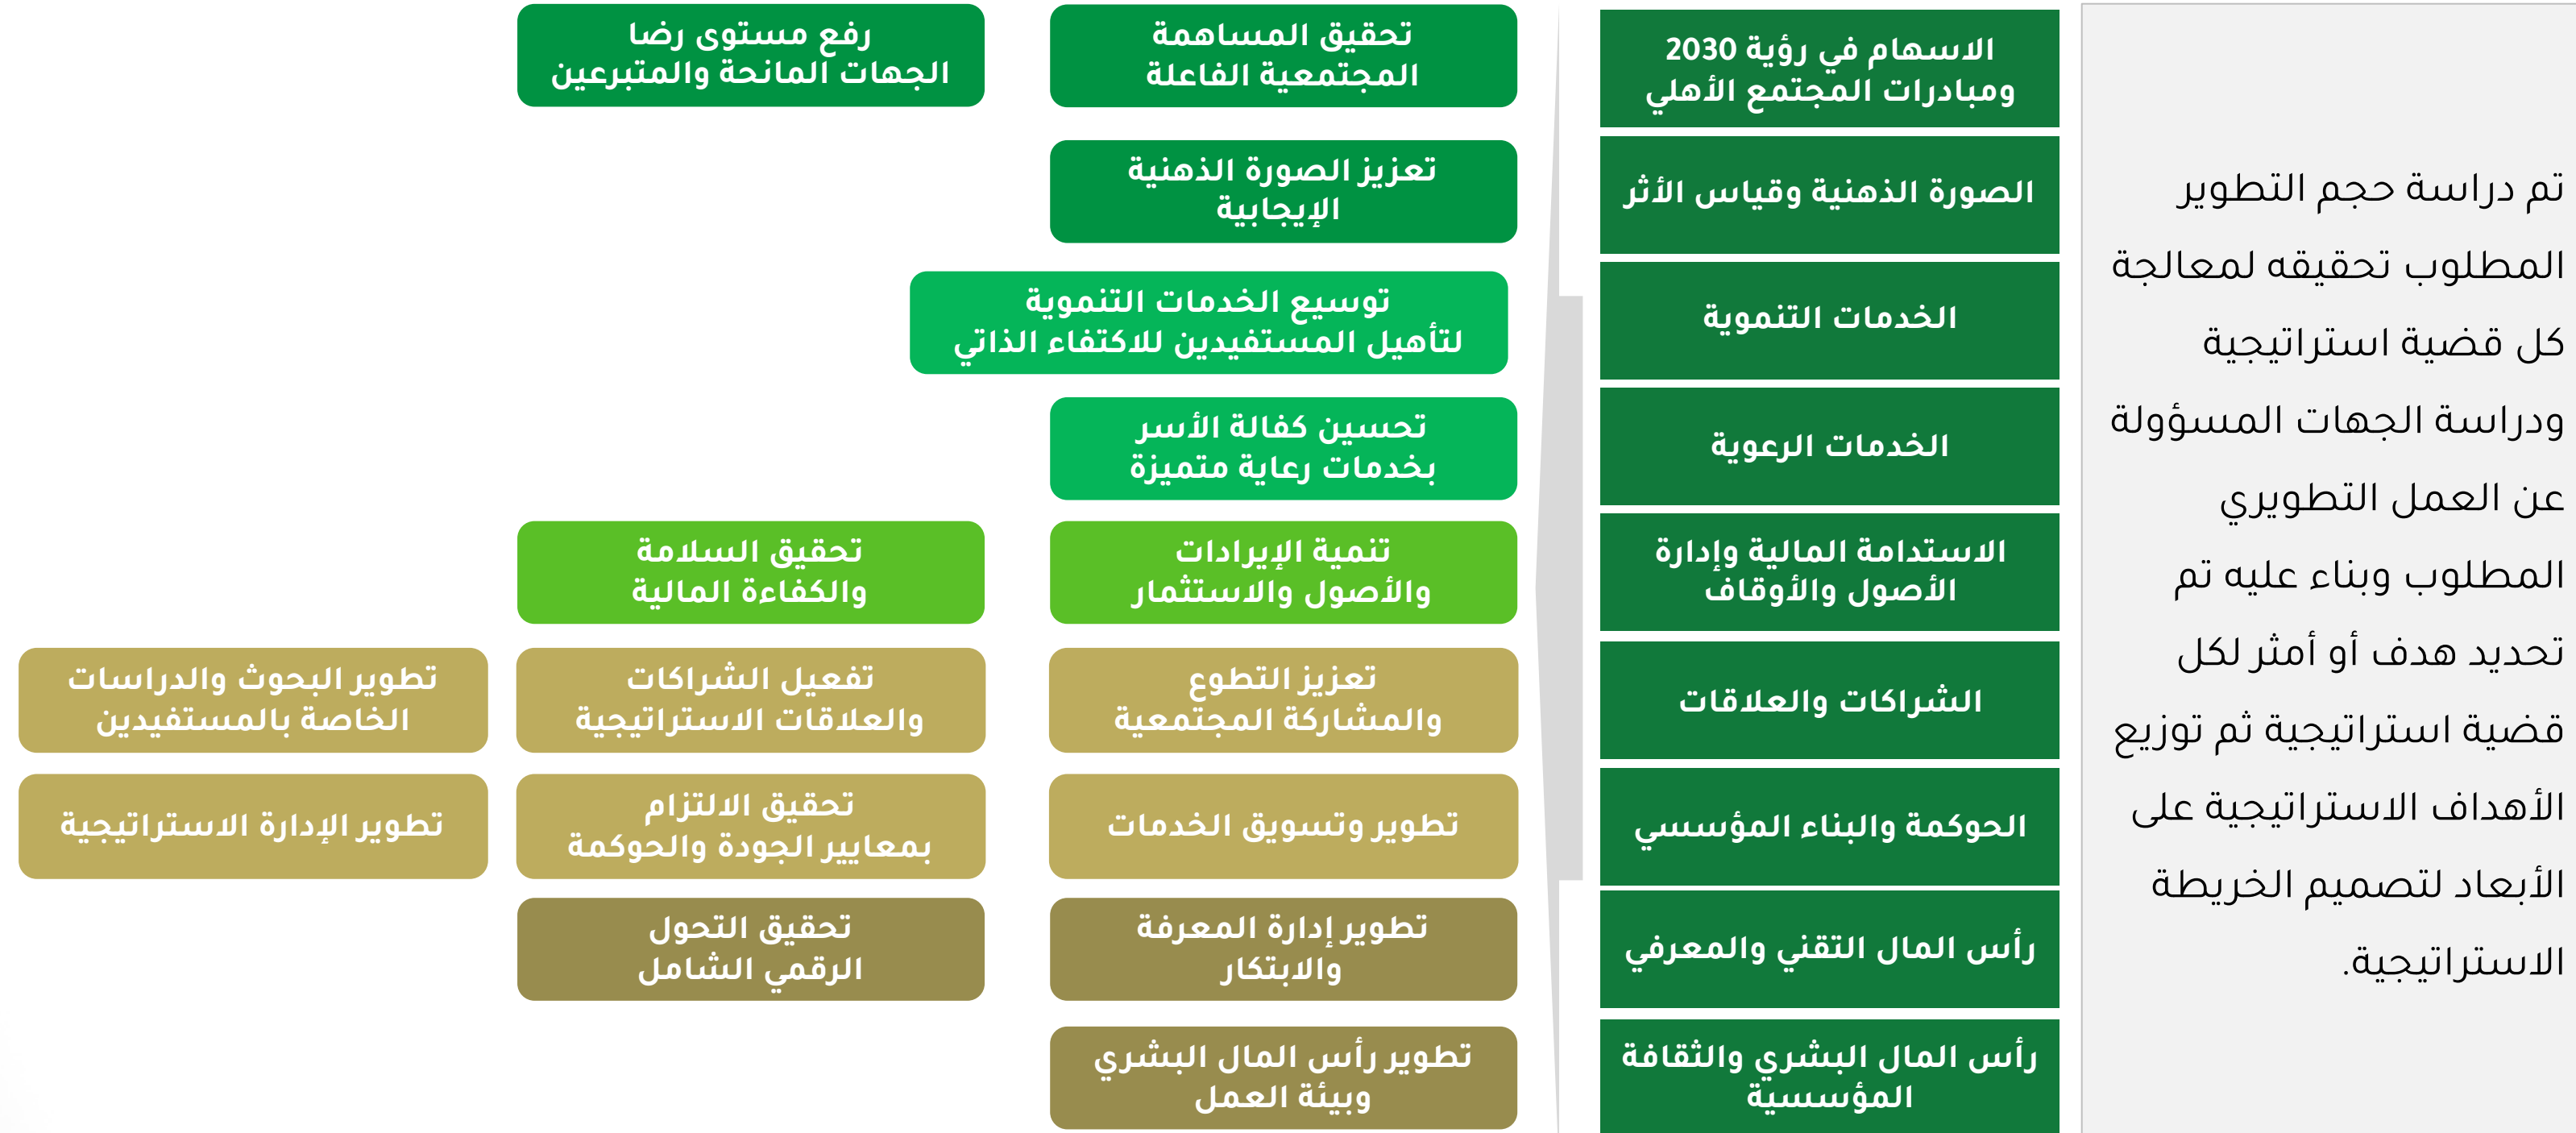 تم دراسة حجم التطوير
المطلوب تحقيقه لمعالجة
كل قضية استراتيجية
ودراسة الجهات المسؤولة
عن العمل التطويري
المطلوب وبناء عليه تم
تحديد هدف أو أمثر لكل
قضية استراتيجية ثم توزيع
الأهداف الاستراتيجية على
الأبعاد لتصميم الخريطة
الاستراتيجية.
الاسهام في رؤية 2030
ومبادرات المجتمع الأهلي
تحقيق المساهمة
المجتمعية الفاعلة
رفع مستوى رضا
الجهات المانحة والمتبرعين
الصورة الذهنية وقياس الأثر
تعزيز الصورة الذهنية
الإيجابية
الخدمات التنموية
توسيع الخدمات التنموية
لتأهيل المستفيدين للاكتفاء الذاتي
الخدمات الرعوية
تحسين كفالة الأسر
بخدمات رعاية متميزة
الاستدامة المالية وإدارة
الأصول والأوقاف
تنمية الإيرادات
والأصول والاستثمار
تحقيق السلامة
والكفاءة المالية
الشراكات والعلاقات
تعزيز التطوع
والمشاركة المجتمعية
تفعيل الشراكات
والعلاقات الاستراتيجية
تطوير البحوث والدراسات
الخاصة بالمستفيدين
الحوكمة والبناء المؤسسي
تطوير وتسويق الخدمات
تحقيق الالتزام
بمعايير الجودة والحوكمة
تطوير الإدارة الاستراتيجية
رأس المال التقني والمعرفي
تطوير إدارة المعرفة
والابتكار
تحقيق التحول
الرقمي الشامل
رأس المال البشري والثقافة
المؤسسية
تطوير رأس المال البشري
وبيئة العمل